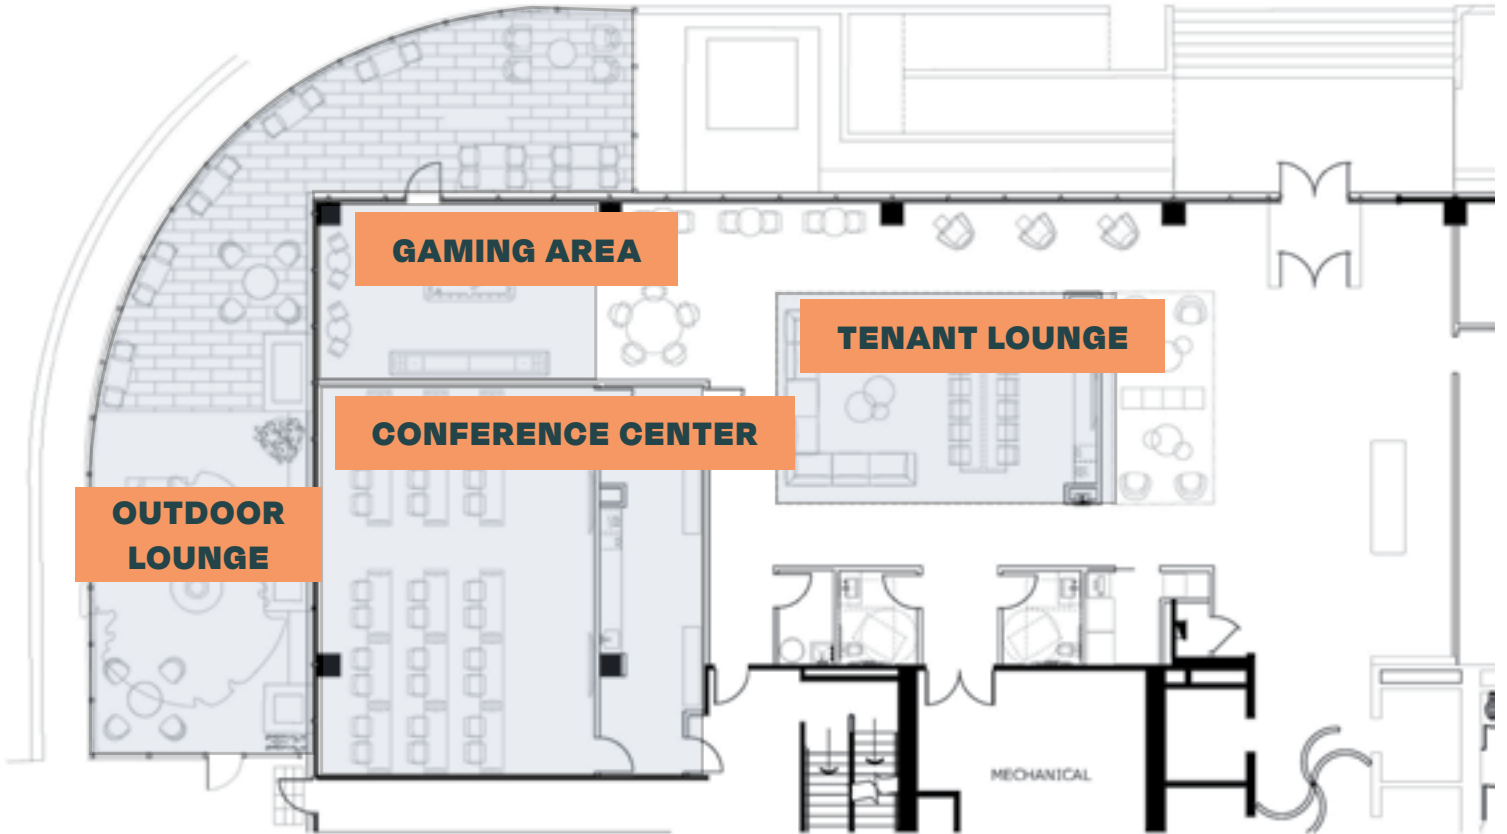 GAMING AREA
TENANT LOUNGE
CONFERENCE CENTER
OUTDOOR
LOUNGE
MECHANICAL